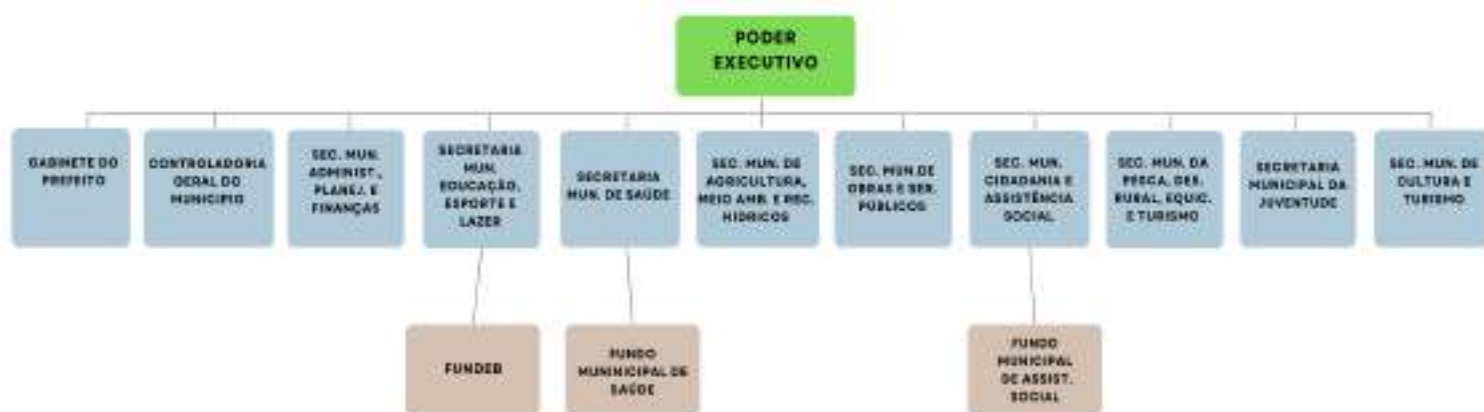 PODER
EXECUTIVO
GABINETE DO
PREFEITO
CONTROLADORIA
GERAL DO
MUNICIPIO
SEC. MUN.
ADMINIST.,
PLANEJ. E
FINANÇAS
SECRETARIA
MUN.
EDUCAÇÃO,
ESPORTE E
LAZER
SECRETARIA
MUN. DE SAÚDE
SEC. MUN. DE
AGRICULTURA,
MEIO AMB. E REC.
HÍDRICOS
SEC. MUN.DE
OBRAS E SER.
PÚBLICOS
SEC. MUN.
CIDADANIA E
ASSISTÊNCIA
SOCIAL
SEC. MUN. DA
PESCA, DES.
RURAL, EQUIC.
E TURISMO
SECRETARIA
MUNICIPAL DA
JUVENTUDE
SEC. MUN. DE
CULTURA E
TURISMO
FUNDEB
FUNDO
MUNINICIPAL DE
SAÚDE
FUNDO
MUNICIPAL
DE ASSIST.
SOCIAL